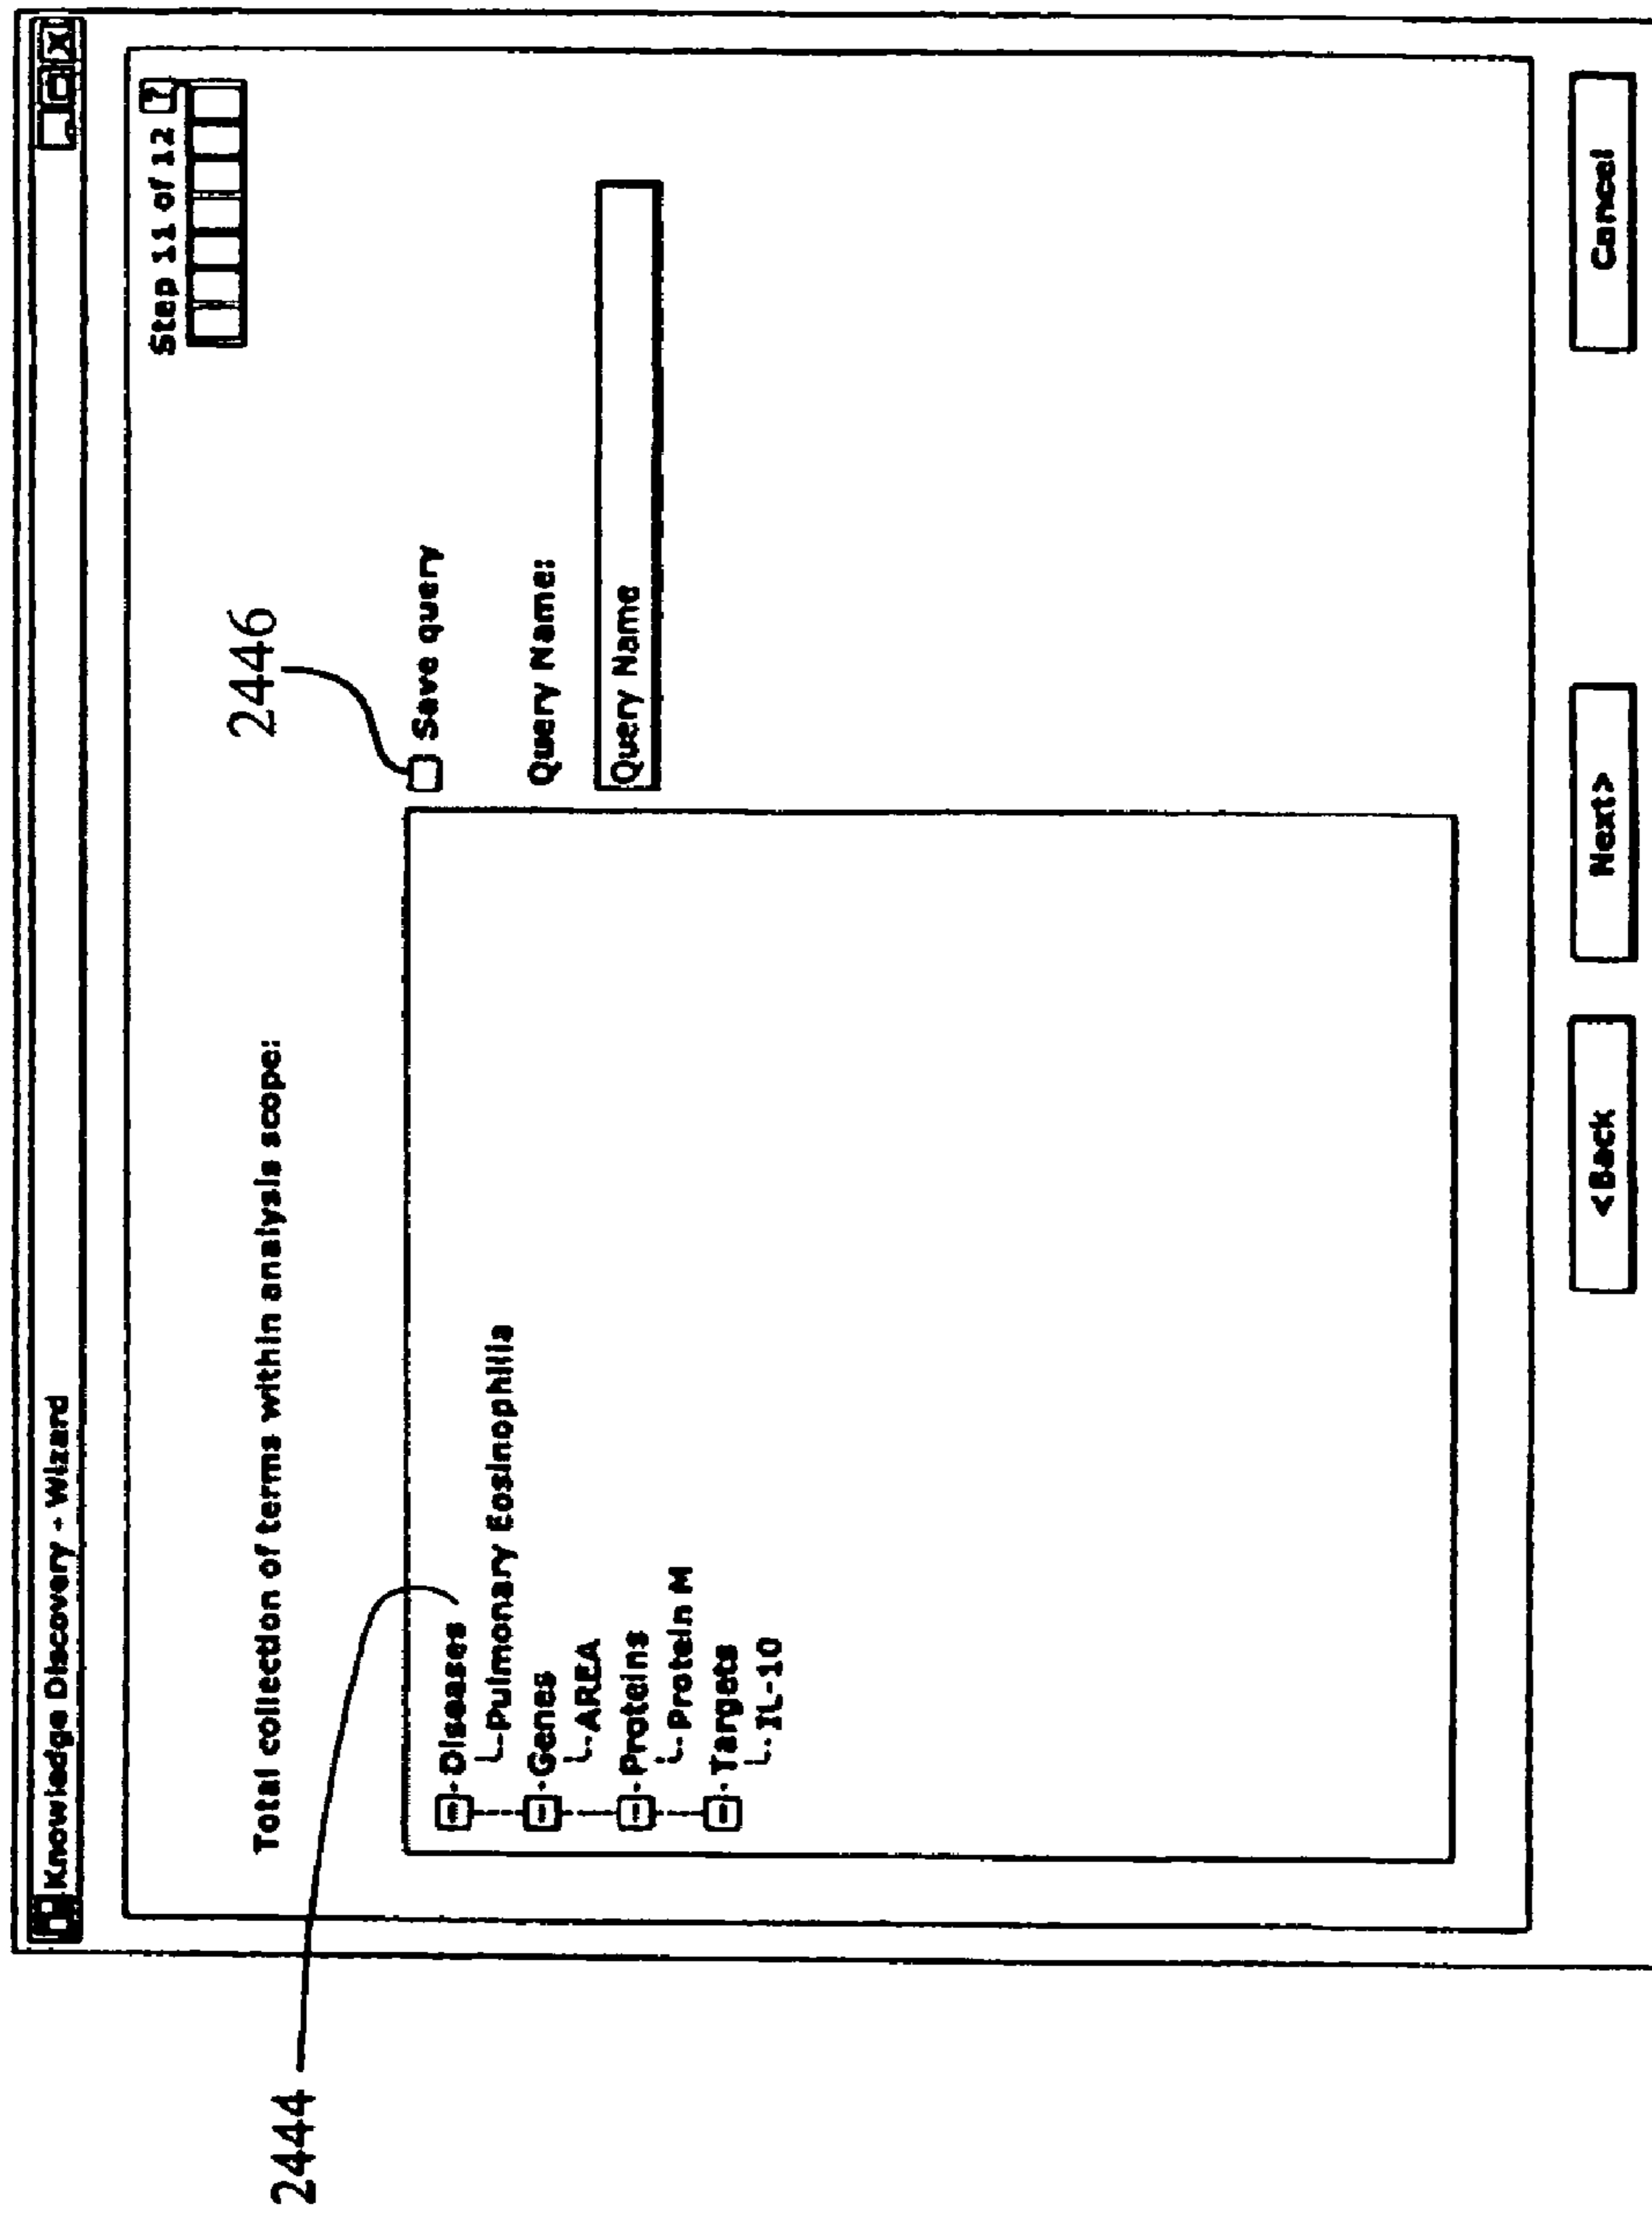 Knowledge Discovery - Wizard
Step 11 of 12 ?
Total collection of terms within analysis scope:
2446
2444
Save query
Diseases
Pulmonary Eosinophilia
Query Name:
Genes
AREA
Query Name
Proteins
Protein M
Targets
IL-10
<Back
Next>
Cancel